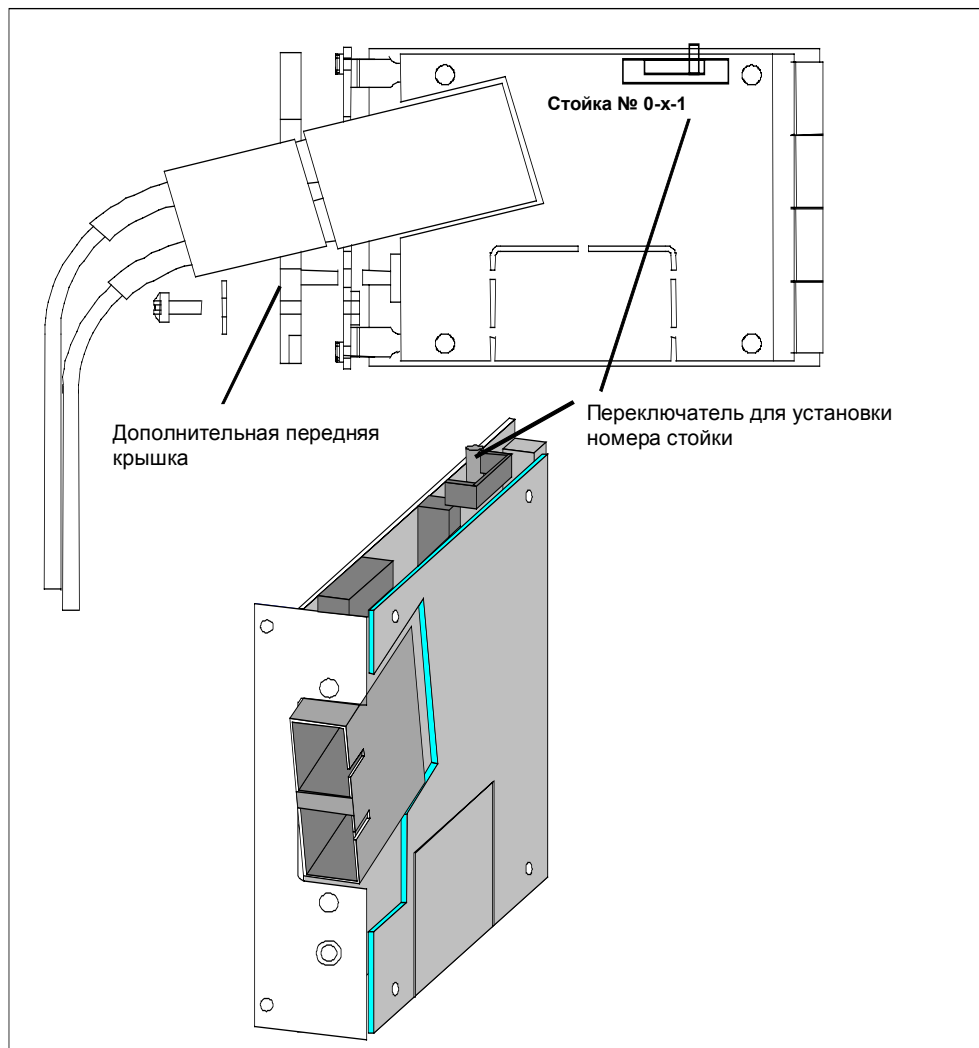 Стойка № 0-x-1
Дополнительная передняя
крышка
Переключатель для установки
номера стойки